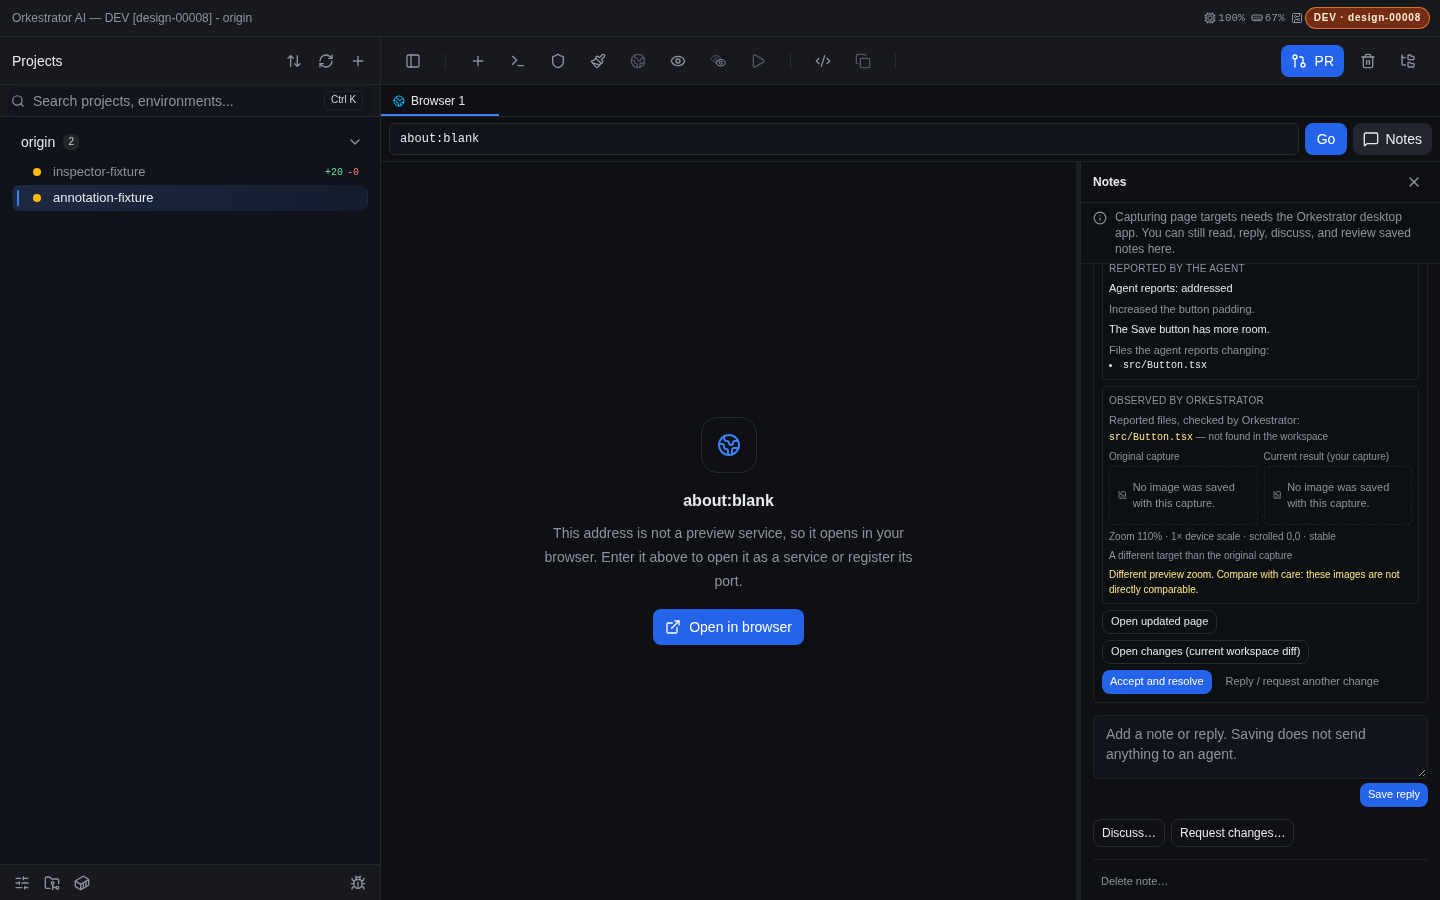 Orkestrator AI — DEV [design-00008] - origin
100% 67%
DEV · design-00008
Projects
PR
Search projects, environments...
Ctrl K
Browser 1
about:blank
Go
Notes
origin 2
inspector-fixture +20 -0
annotation-fixture
about:blank
This address is not a preview service, so it opens in your
browser. Enter it above to open it as a service or register its
port.
Open in browser
Notes
Capturing page targets needs the Orkestrator desktop
app. You can still read, reply, discuss, and review saved
notes here.
REPORTED BY THE AGENT
Agent reports: addressed
Increased the button padding.
The Save button has more room.
Files the agent reports changing:
• src/Button.tsx
OBSERVED BY ORKESTRATOR
Reported files, checked by Orkestrator:
src/Button.tsx — not found in the workspace
Original capture
Current result (your capture)
No image was saved
with this capture.
No image was saved
with this capture.
Zoom 110% · 1× device scale · scrolled 0,0 · stable
A different target than the original capture
Different preview zoom. Compare with care: these images are not
directly comparable.
Open updated page
Open changes (current workspace diff)
Accept and resolve
Reply / request another change
Add a note or reply. Saving does not send
anything to an agent.
Save reply
Discuss…
Request changes…
Delete note…